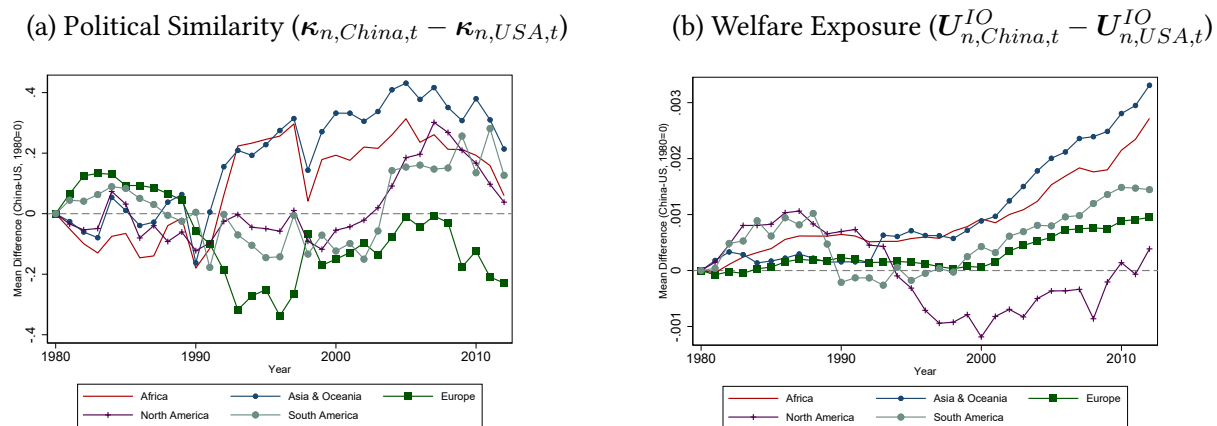 (a) Political Similarity (κn,China,t − κn,USA,t)
Mean Difference (China-US, 1980=0)
.4
.2
0
-.2
-.4
1980
1990
2000
2010
Year
Africa
Asia & Oceania
Europe
North America
South America
(b) Welfare Exposure (U^{IO}_{n,China,t} − U^{IO}_{n,USA,t})
Mean Difference (China-US, 1980=0)
.003
.002
.001
0
-.001
1980
1990
2000
2010
Year
Africa
Asia & Oceania
Europe
North America
South America